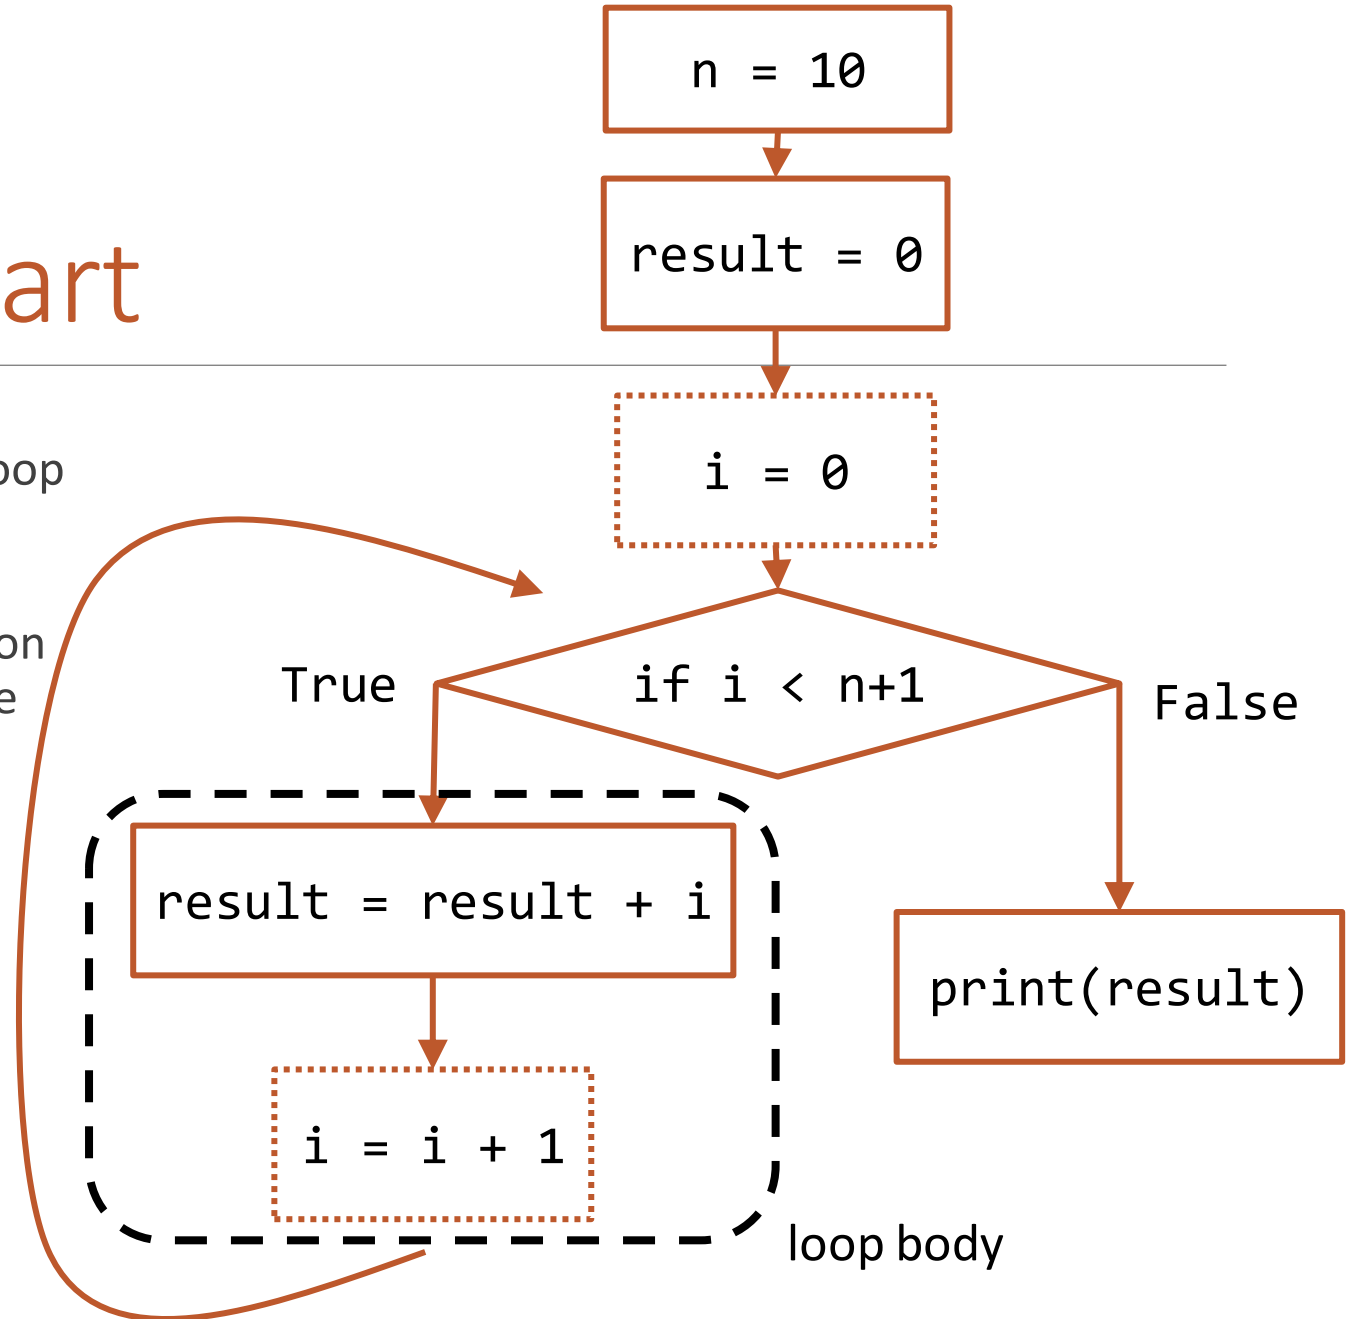 n = 10
result = 0
art
oop
i = 0
on
e
True
if i < n+1
False
result = result + i
print(result)
i = i + 1
loop body